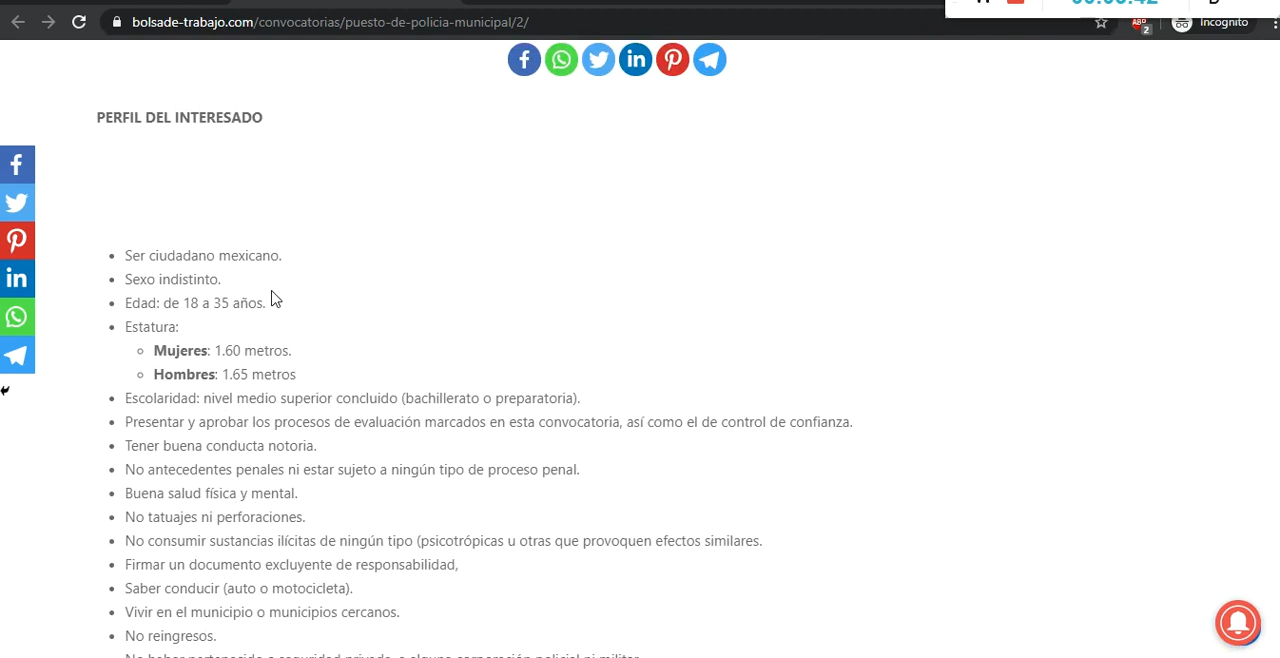 bolsade-trabajo.com/convocatorias/puesto-de-policia-municipal/2/
2
Incognito
PERFIL DEL INTERESADO
Ser ciudadano mexicano.
Sexo indistinto.
Edad: de 18 a 35 años.
Estatura:
Mujeres: 1.60 metros.
Hombres: 1.65 metros
Escolaridad: nivel medio superior concluido (bachillerato o preparatoria).
Presentar y aprobar los procesos de evaluación marcados en esta convocatoria, así como el de control de confianza.
Tener buena conducta notoria.
No antecedentes penales ni estar sujeto a ningún tipo de proceso penal.
Buena salud física y mental.
No tatuajes ni perforaciones.
No consumir sustancias ilícitas de ningún tipo (psicotrópicas u otras que provoquen efectos similares.
Firmar un documento excluyente de responsabilidad,
Saber conducir (auto o motocicleta).
Vivir en el municipio o municipios cercanos.
No reingresos.